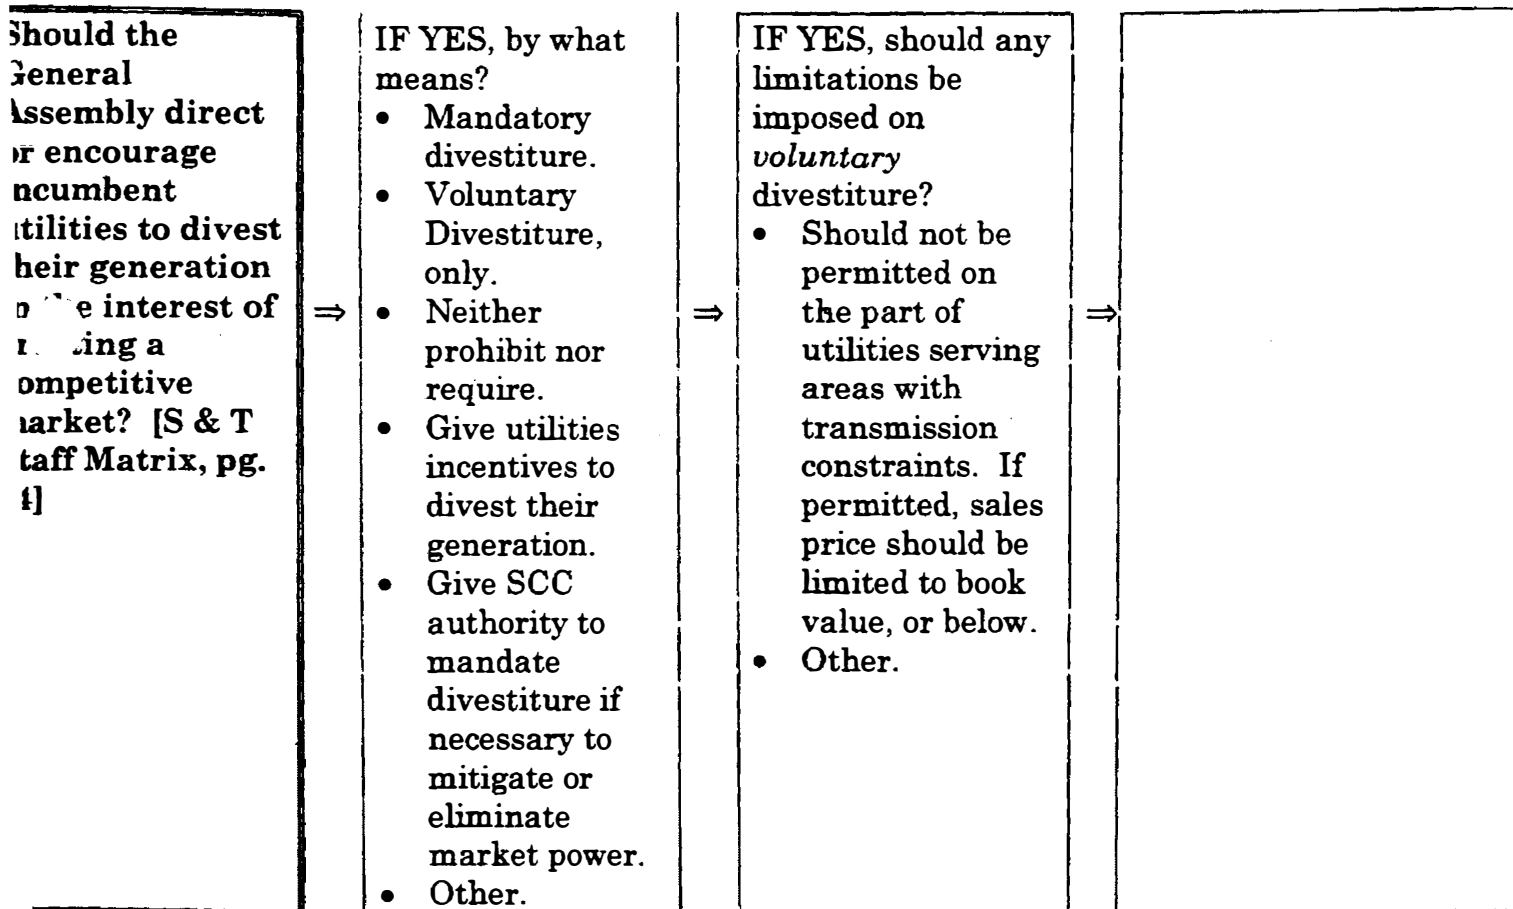 Should the
General
Assembly direct
or encourage
ncumbent
tilities to divest
heir generation
e interest of
ing a
ompetitive
arket? [S & T
taff Matrix, pg.
]
⇒
IF YES, by what
means?
• Mandatory
divestiture.
• Voluntary
Divestiture,
only.
• Neither
prohibit nor
require.
• Give utilities
incentives to
divest their
generation.
• Give SCC
authority to
mandate
divestiture if
necessary to
mitigate or
eliminate
market power.
• Other.
⇒
IF YES, should any
limitations be
imposed on
voluntary
divestiture?
• Should not be
permitted on
the part of
utilities serving
areas with
transmission
constraints. If
permitted, sales
price should be
limited to book
value, or below.
• Other.
⇒